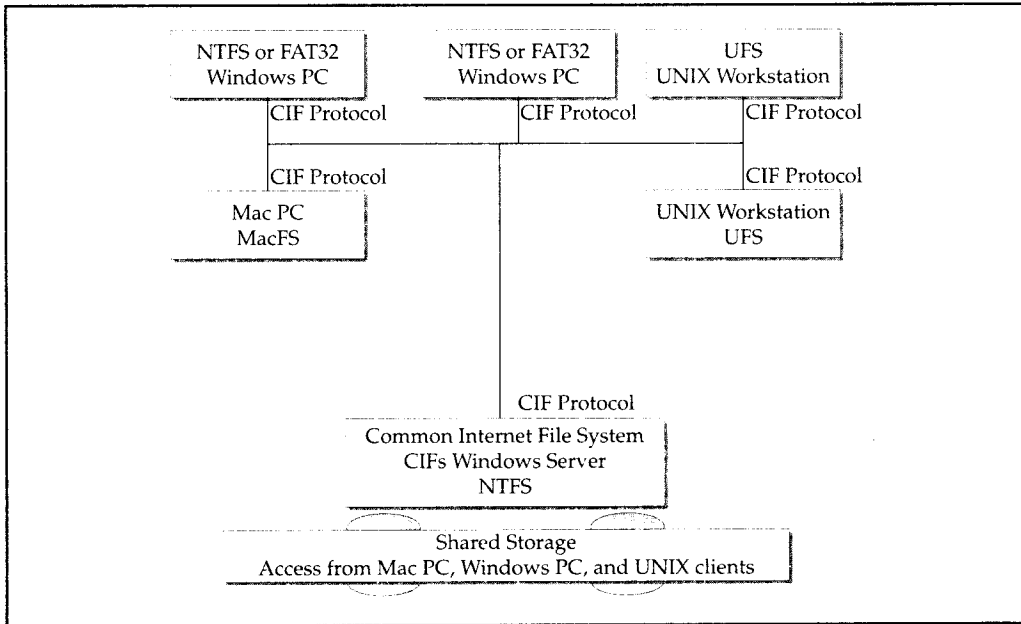 NTFS or FAT32
Windows PC
NTFS or FAT32
Windows PC
UFS
UNIX Workstation
CIF Protocol
CIF Protocol
CIF Protocol
CIF Protocol
CIF Protocol
Mac PC
MacFS
UNIX Workstation
UFS
CIF Protocol
Common Internet File System
CIFs Windows Server
NTFS
Shared Storage
Access from Mac PC, Windows PC, and UNIX clients